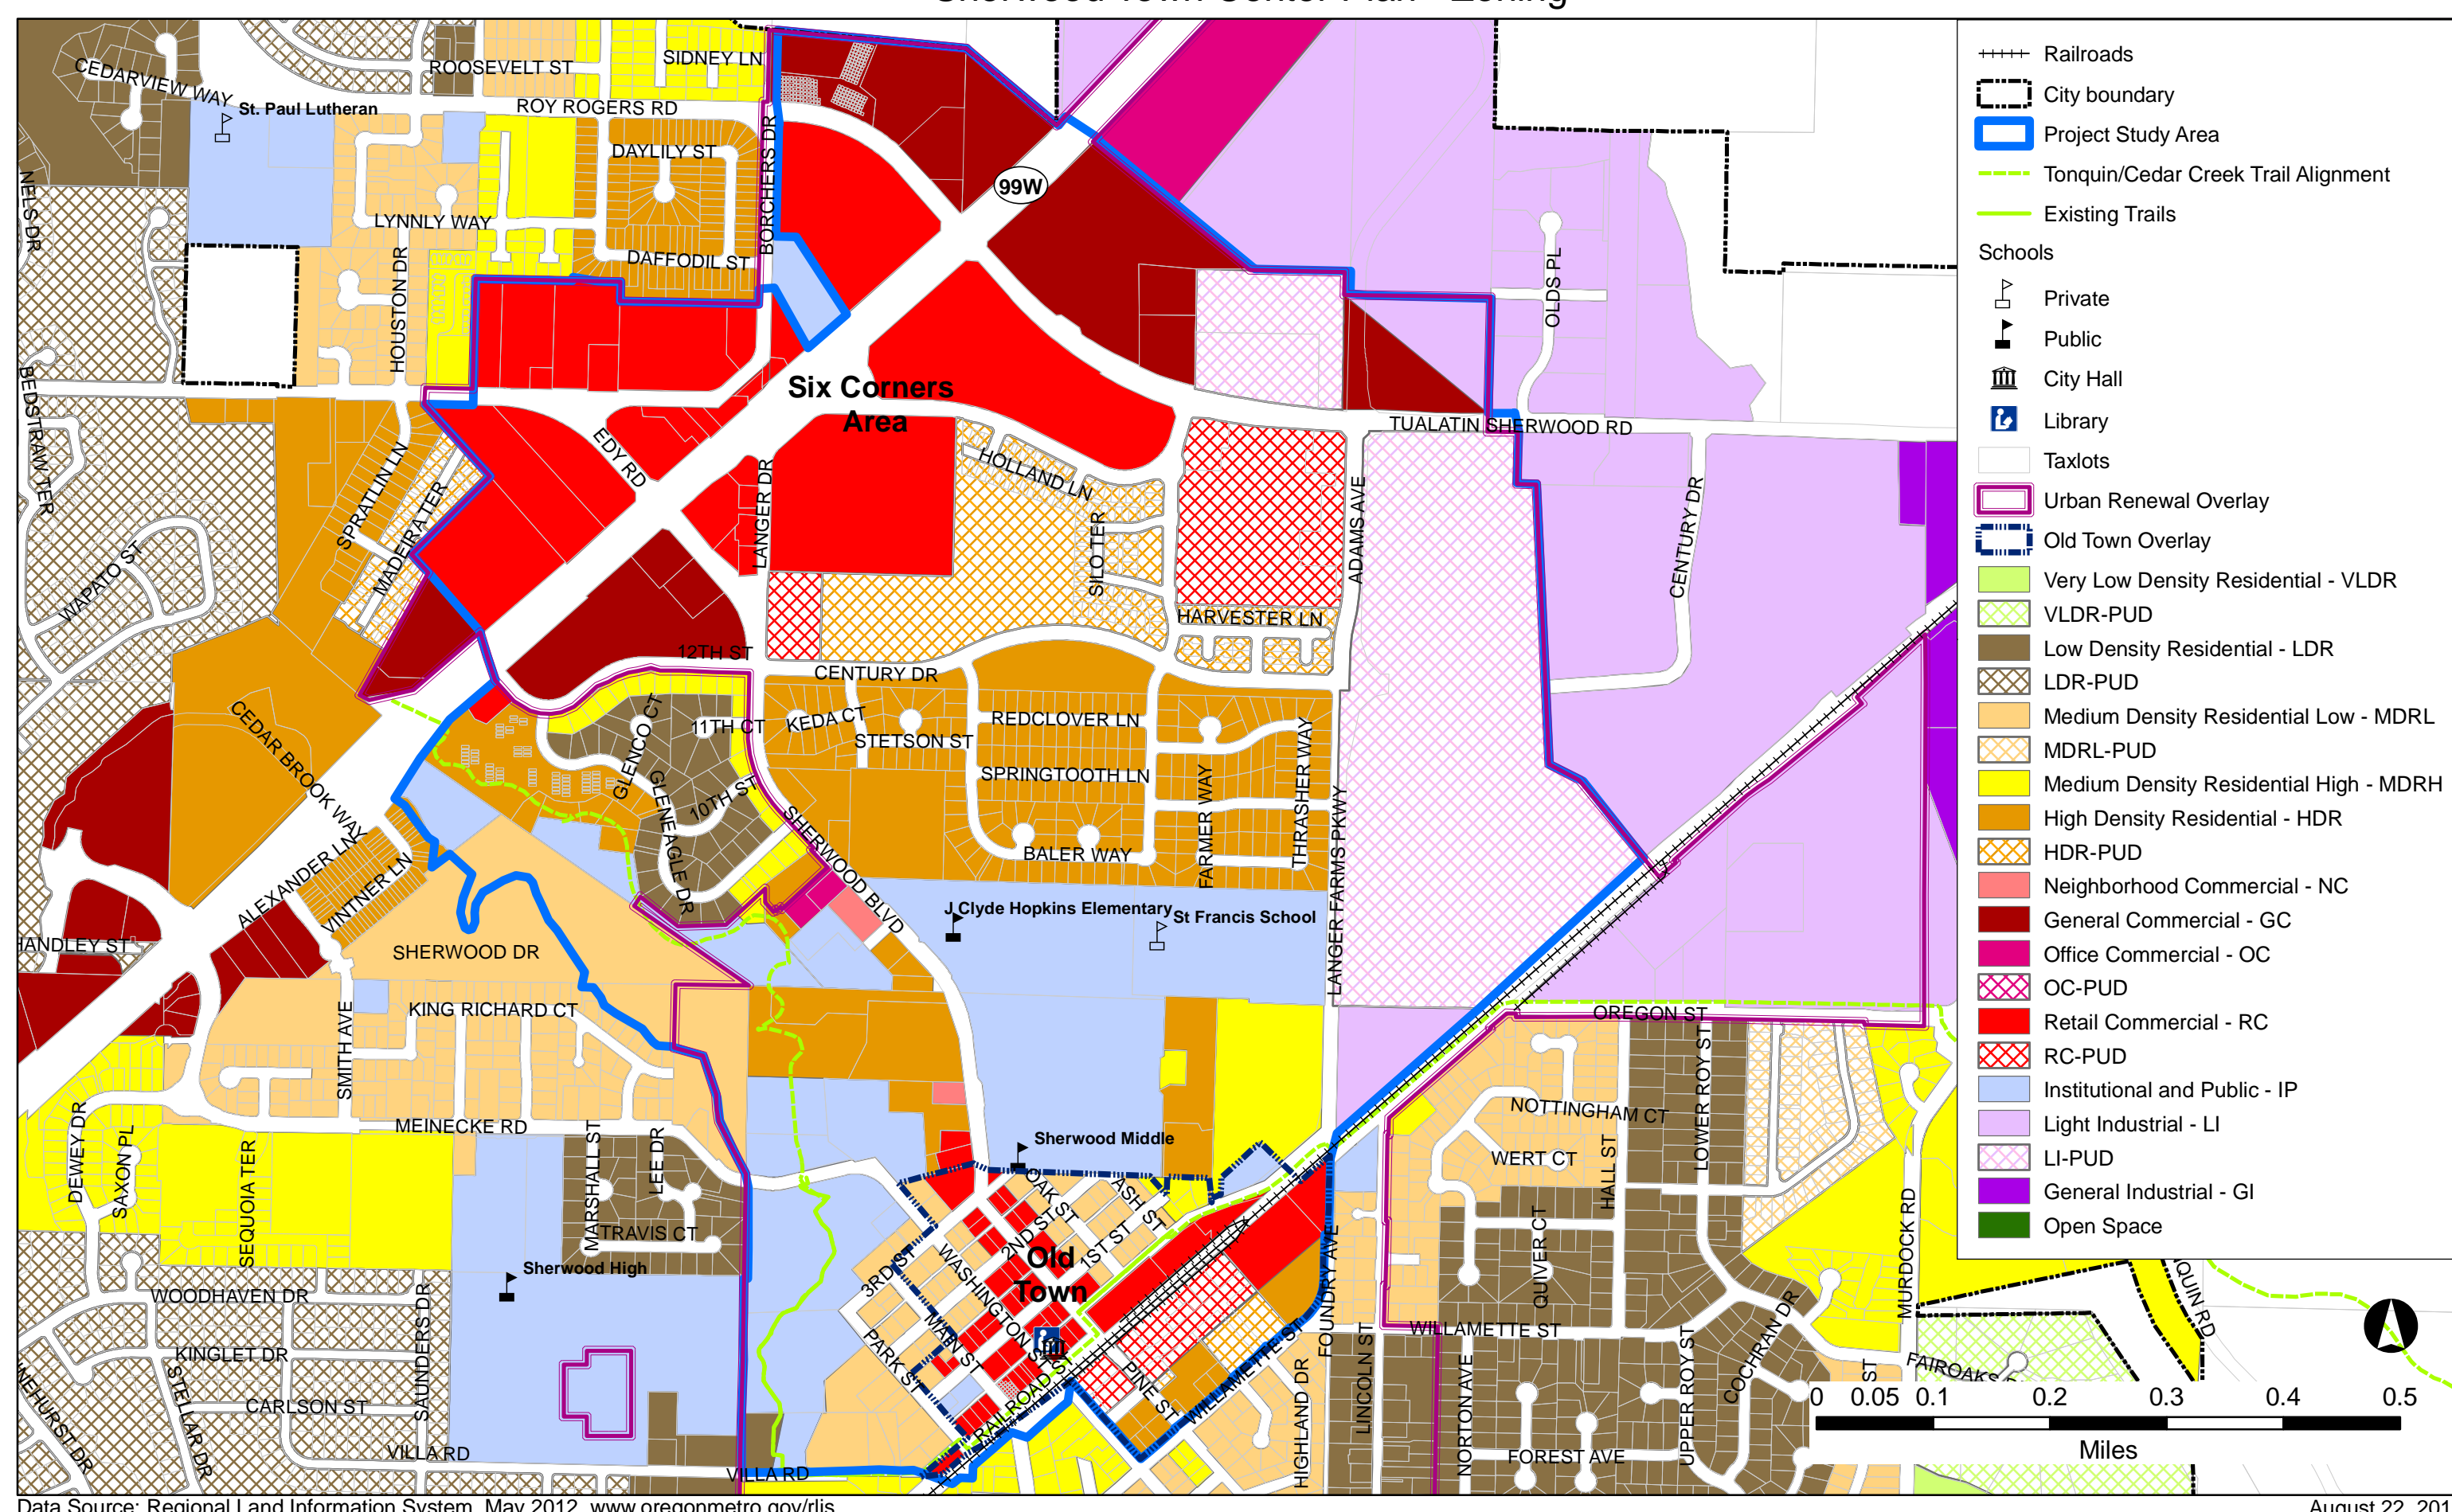 Sherwood Town Center Plan - Zoning
CEDARVIEW WAY
St. Paul Lutheran
ROOSEVELT ST
SIDNEY LN
ROY ROGERS RD
DAYLILY ST
BORCHERS DR
LYNNLY WAY
DAFFODIL ST
HOUSTON DR
NELS DR
BEDSTRAW TER
99W
OLDS PL
Six Corners
Area
TUALATIN SHERWOOD RD
EDY RD
LANGER DR
HOLLAND LN
SILO TER
ADAMS AVE
CENTURY DR
SPRATLIN LN
MADEIRA TER
WAPATO ST
HARVESTER LN
12TH ST
CENTURY DR
CEDAR BROOK WAY
GLENCO CT
11TH CT
KEDA CT
STETSON ST
REDCLOVER LN
SPRINGTOOTH LN
FARMER WAY
THRASHER WAY
10TH ST
GLENEAGLE DR
SHERWOOD BLVD
BALER WAY
LANGER FARMS PKWY
ALEXANDER LN
VINTNER LN
HANDLEY ST
SHERWOOD DR
J Clyde Hopkins Elementary
St Francis School
KING RICHARD CT
SMITH AVE
OREGON ST
LOWER ROY ST
MEINECKE RD
DEWEY DR
SAXON PL
SEQUOIA TER
MARSHALL ST
LEE DR
TRAVIS CT
Sherwood Middle
NOTTINGHAM CT
WERT CT
HALL ST
MURDOCK RD
OAK ST
ASH ST
2ND ST
1ST ST
Old
Town
3RD ST
WASHINGTON ST
MAIN ST
PARK ST
RAILROAD ST
PINE ST
WILLAMETTE ST
FOUNDRY AVE
QUIVER CT
Sherwood High
WOODHAVEN DR
KINGLET DR
SAUNDERS DR
STELLAR DR
CARLSON ST
NEHURST DR
VILLA RD
VILLA RD
HIGHLAND DR
LINCOLN ST
WILLAMETTE ST
NORTON AVE
FOREST AVE
UPPER ROY ST
COCHRAN DR
ST
FAIROAKS
QUIN RD
Railroads
City boundary
Project Study Area
Tonquin/Cedar Creek Trail Alignment
Existing Trails
Schools
Private
Public
City Hall
Library
Taxlots
Urban Renewal Overlay
Old Town Overlay
Very Low Density Residential - VLDR
VLDR-PUD
Low Density Residential - LDR
LDR-PUD
Medium Density Residential Low - MDRL
MDRL-PUD
Medium Density Residential High - MDRH
High Density Residential - HDR
HDR-PUD
Neighborhood Commercial - NC
General Commercial - GC
Office Commercial - OC
OC-PUD
Retail Commercial - RC
RC-PUD
Institutional and Public - IP
Light Industrial - LI
LI-PUD
General Industrial - GI
Open Space
0 0.05 0.1 0.2 0.3 0.4 0.5
Miles
Data Source: Regional Land Information System, May 2012, www.oregonmetro.gov/rlis
August 22, 201